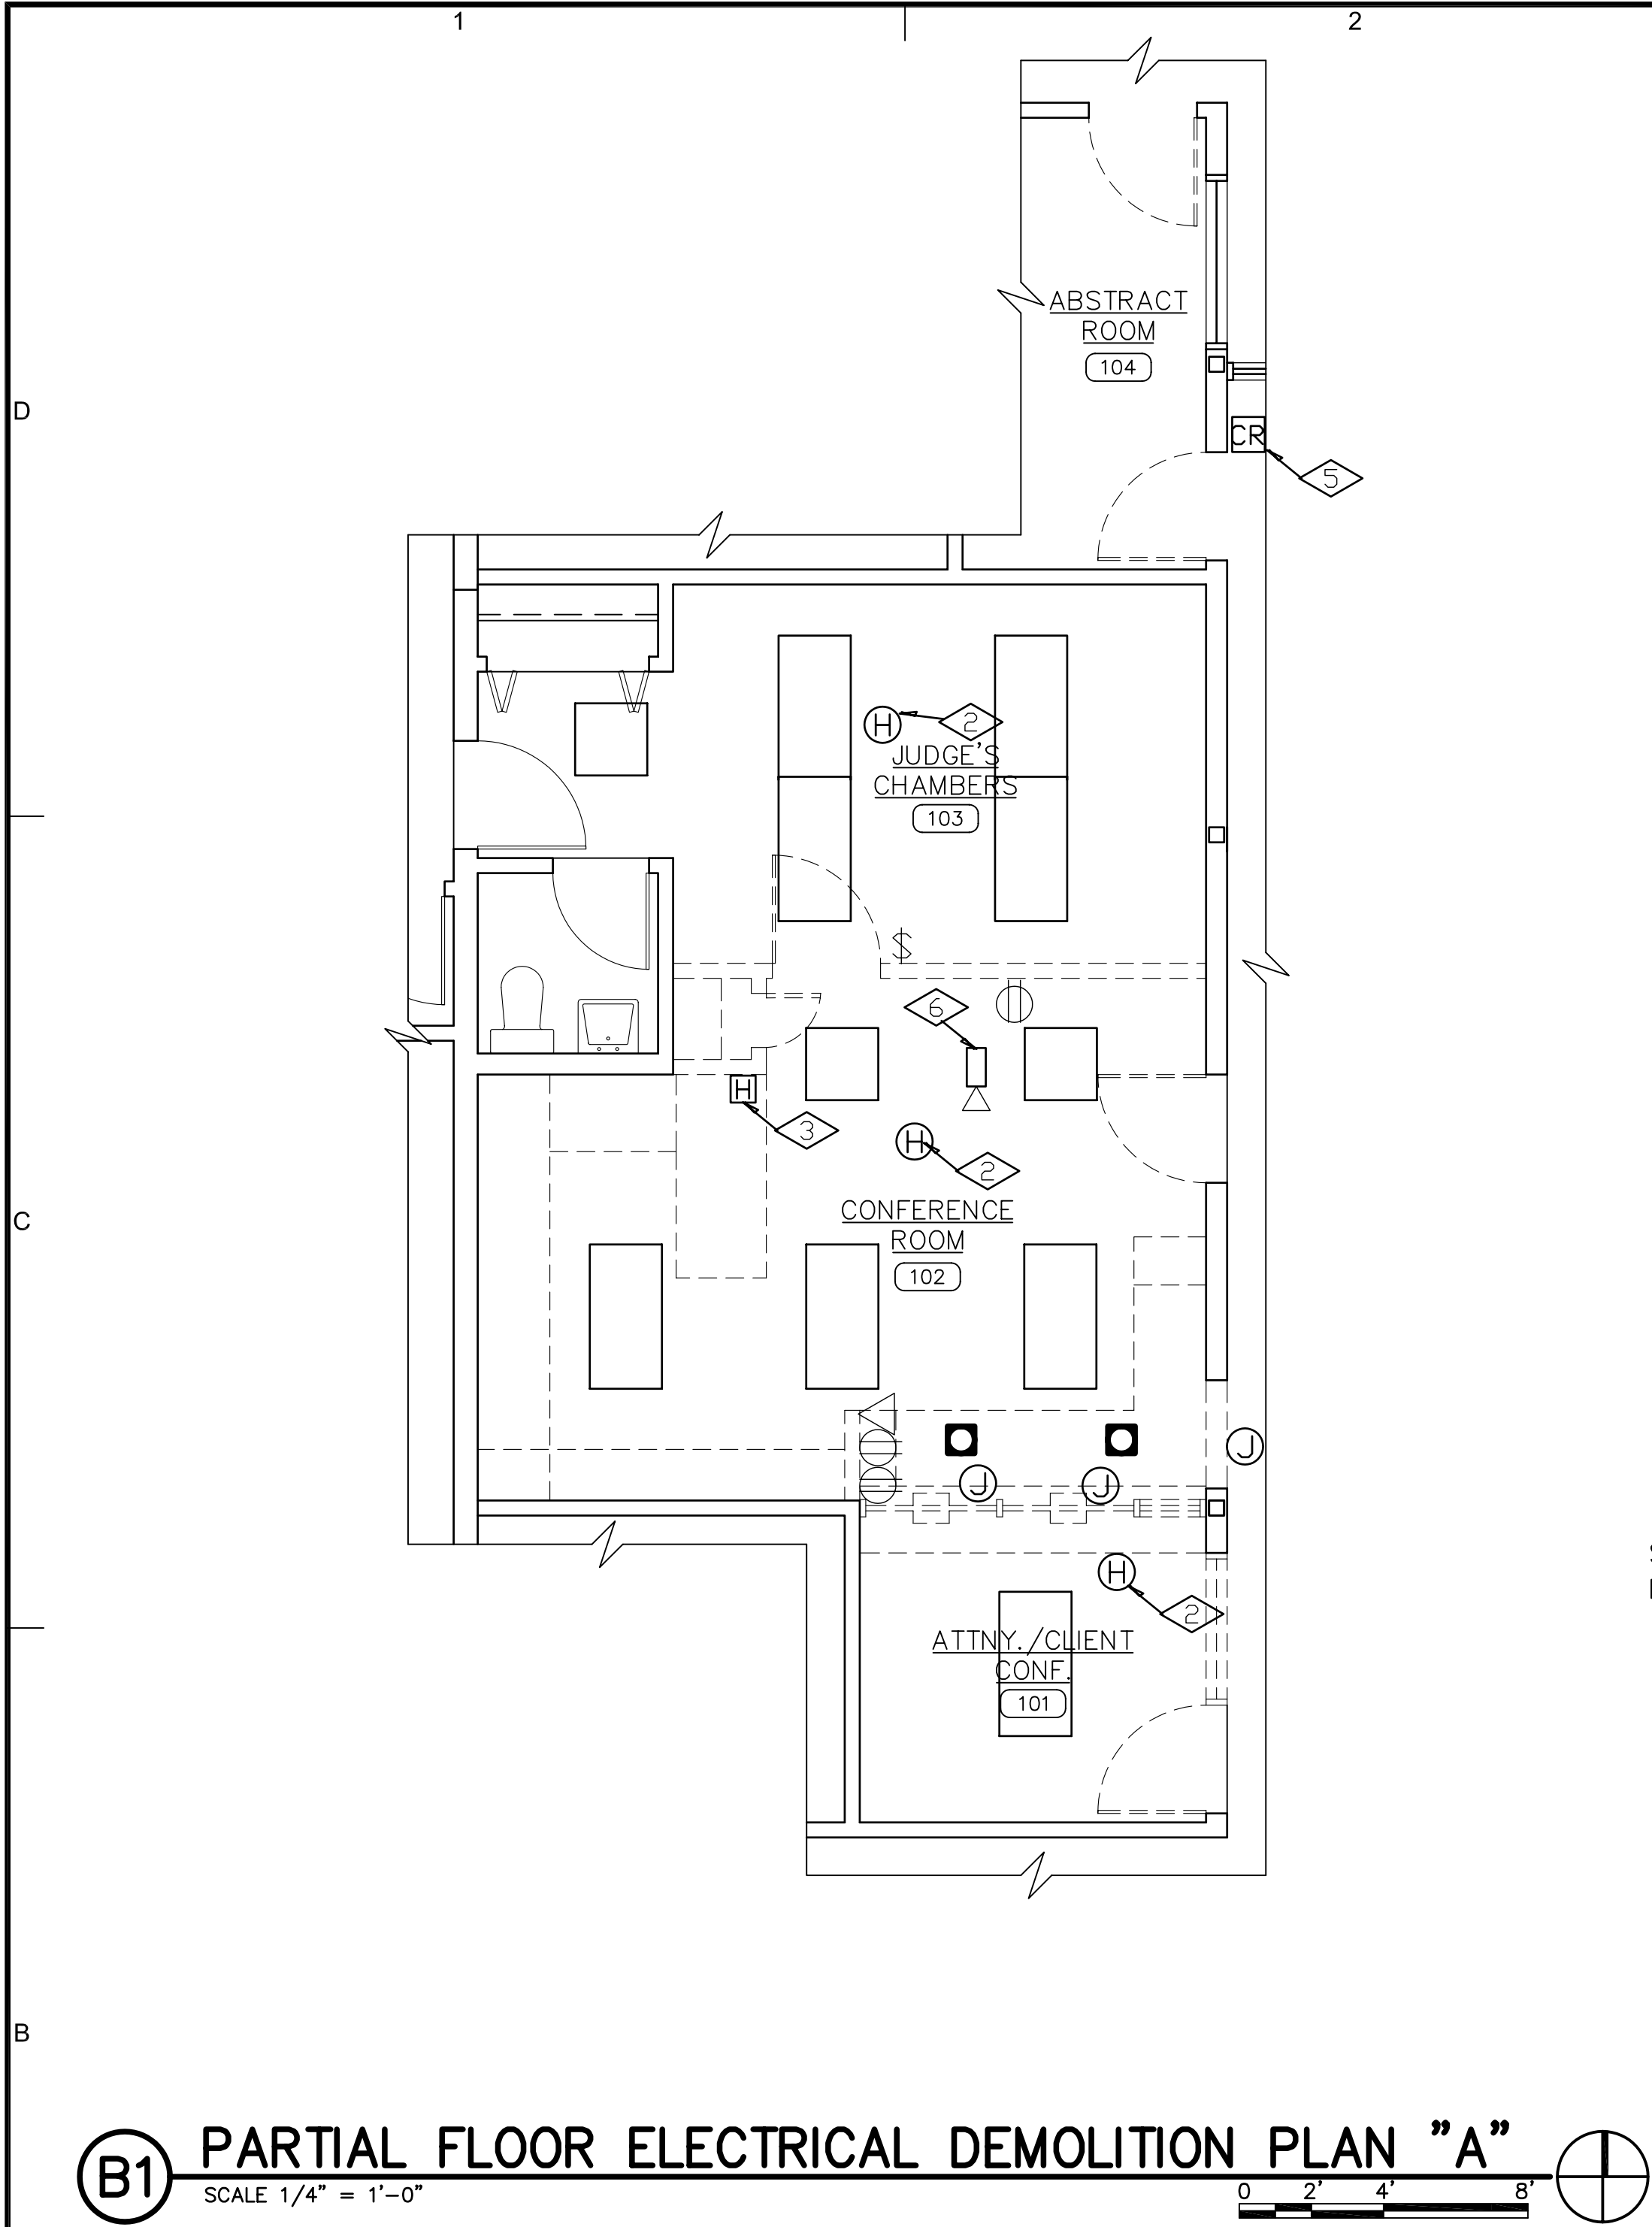 1
2
ABSTRACT
ROOM
104
D
CR
5
H
2
JUDGE'S
CHAMBERS
103
$
6
H
3
H
2
C
CONFERENCE
ROOM
102
J
J
J
H
2
ATTNY./CLIENT
CONF.
101
B
B1
PARTIAL FLOOR ELECTRICAL DEMOLITION PLAN "A"
SCALE 1/4" = 1'-0"
0 2' 4' 8'